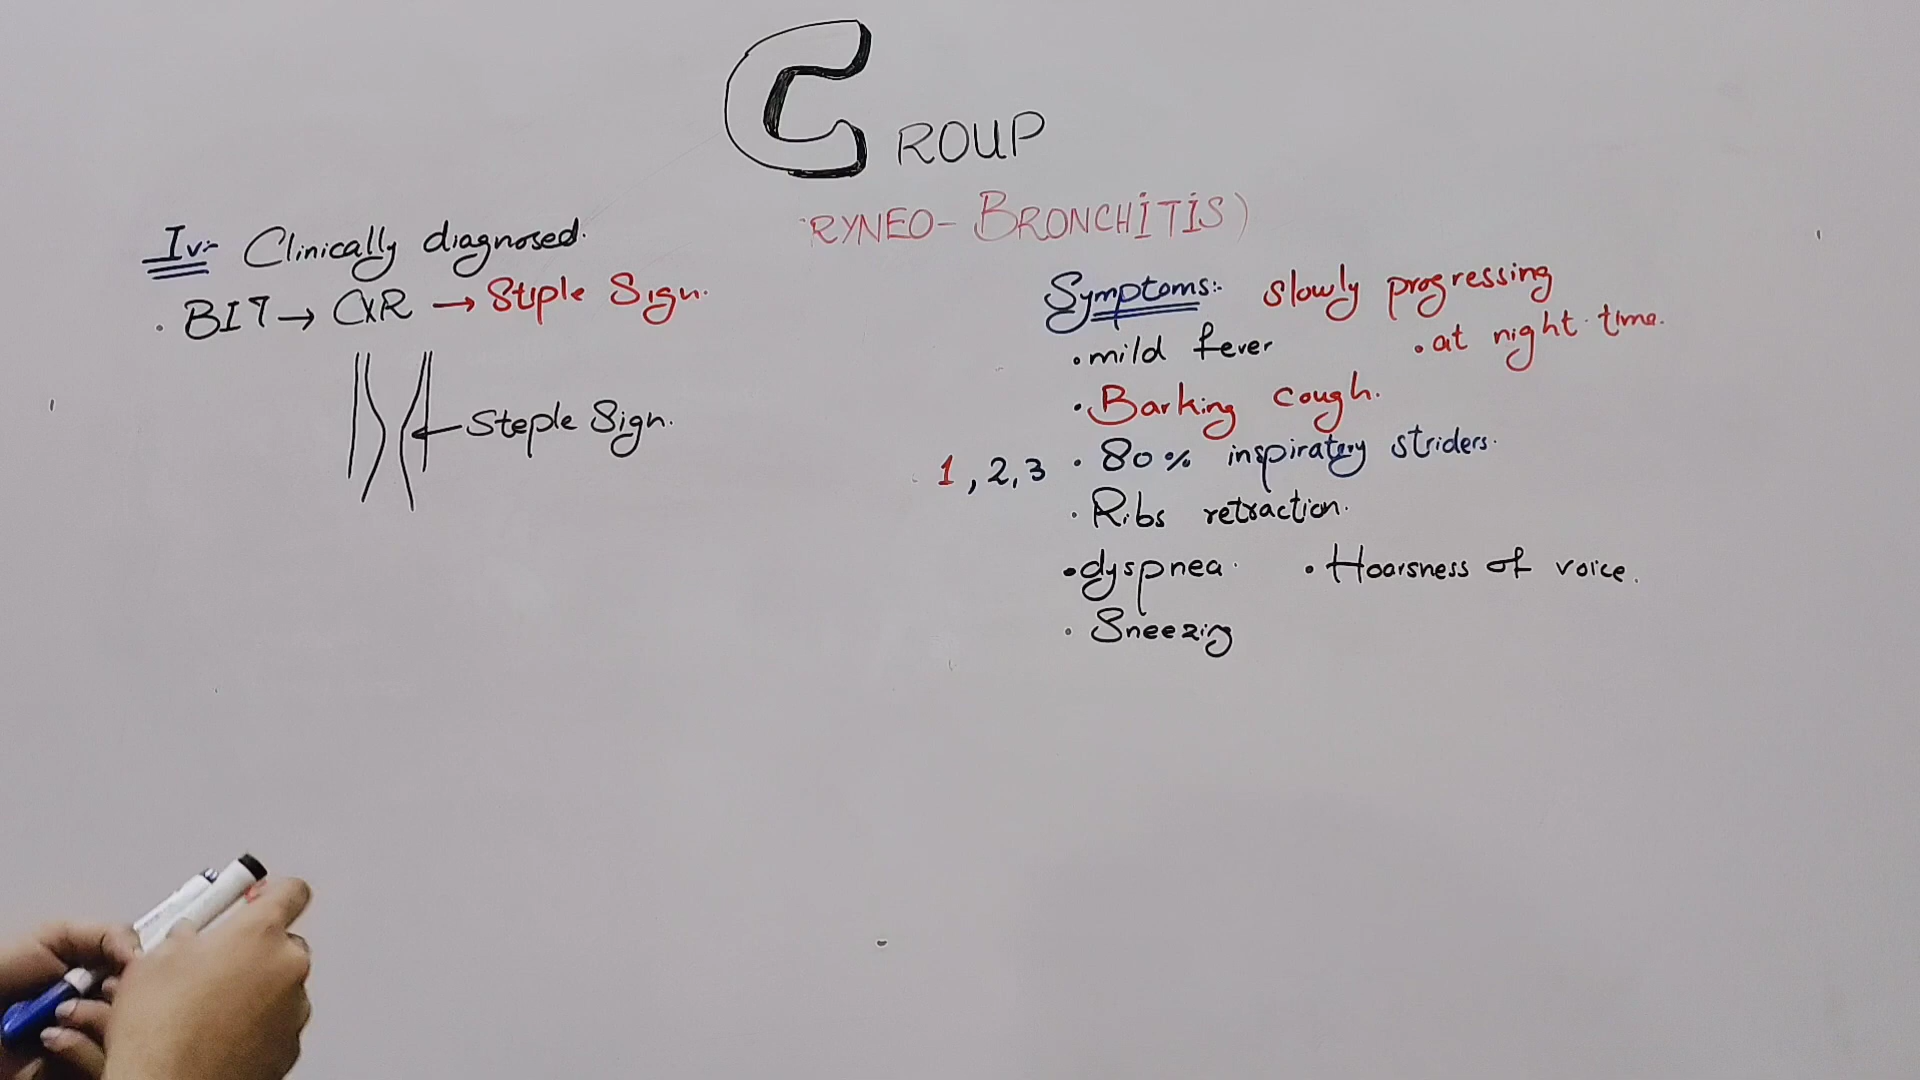 CROUP
RYNEO-BRONCHITIS)
Iv:- Clinically diagnosed.
. BIT → CXR → Stiple Sign.
Steple Sign.
Symptoms:- slowly progressing
• mild fever • at night time.
• Barking cough.
1, 2, 3 • 80% inspiratory striders.
• Ribs retraction.
• dyspnea • Hoarsness of voice.
• Sneezing